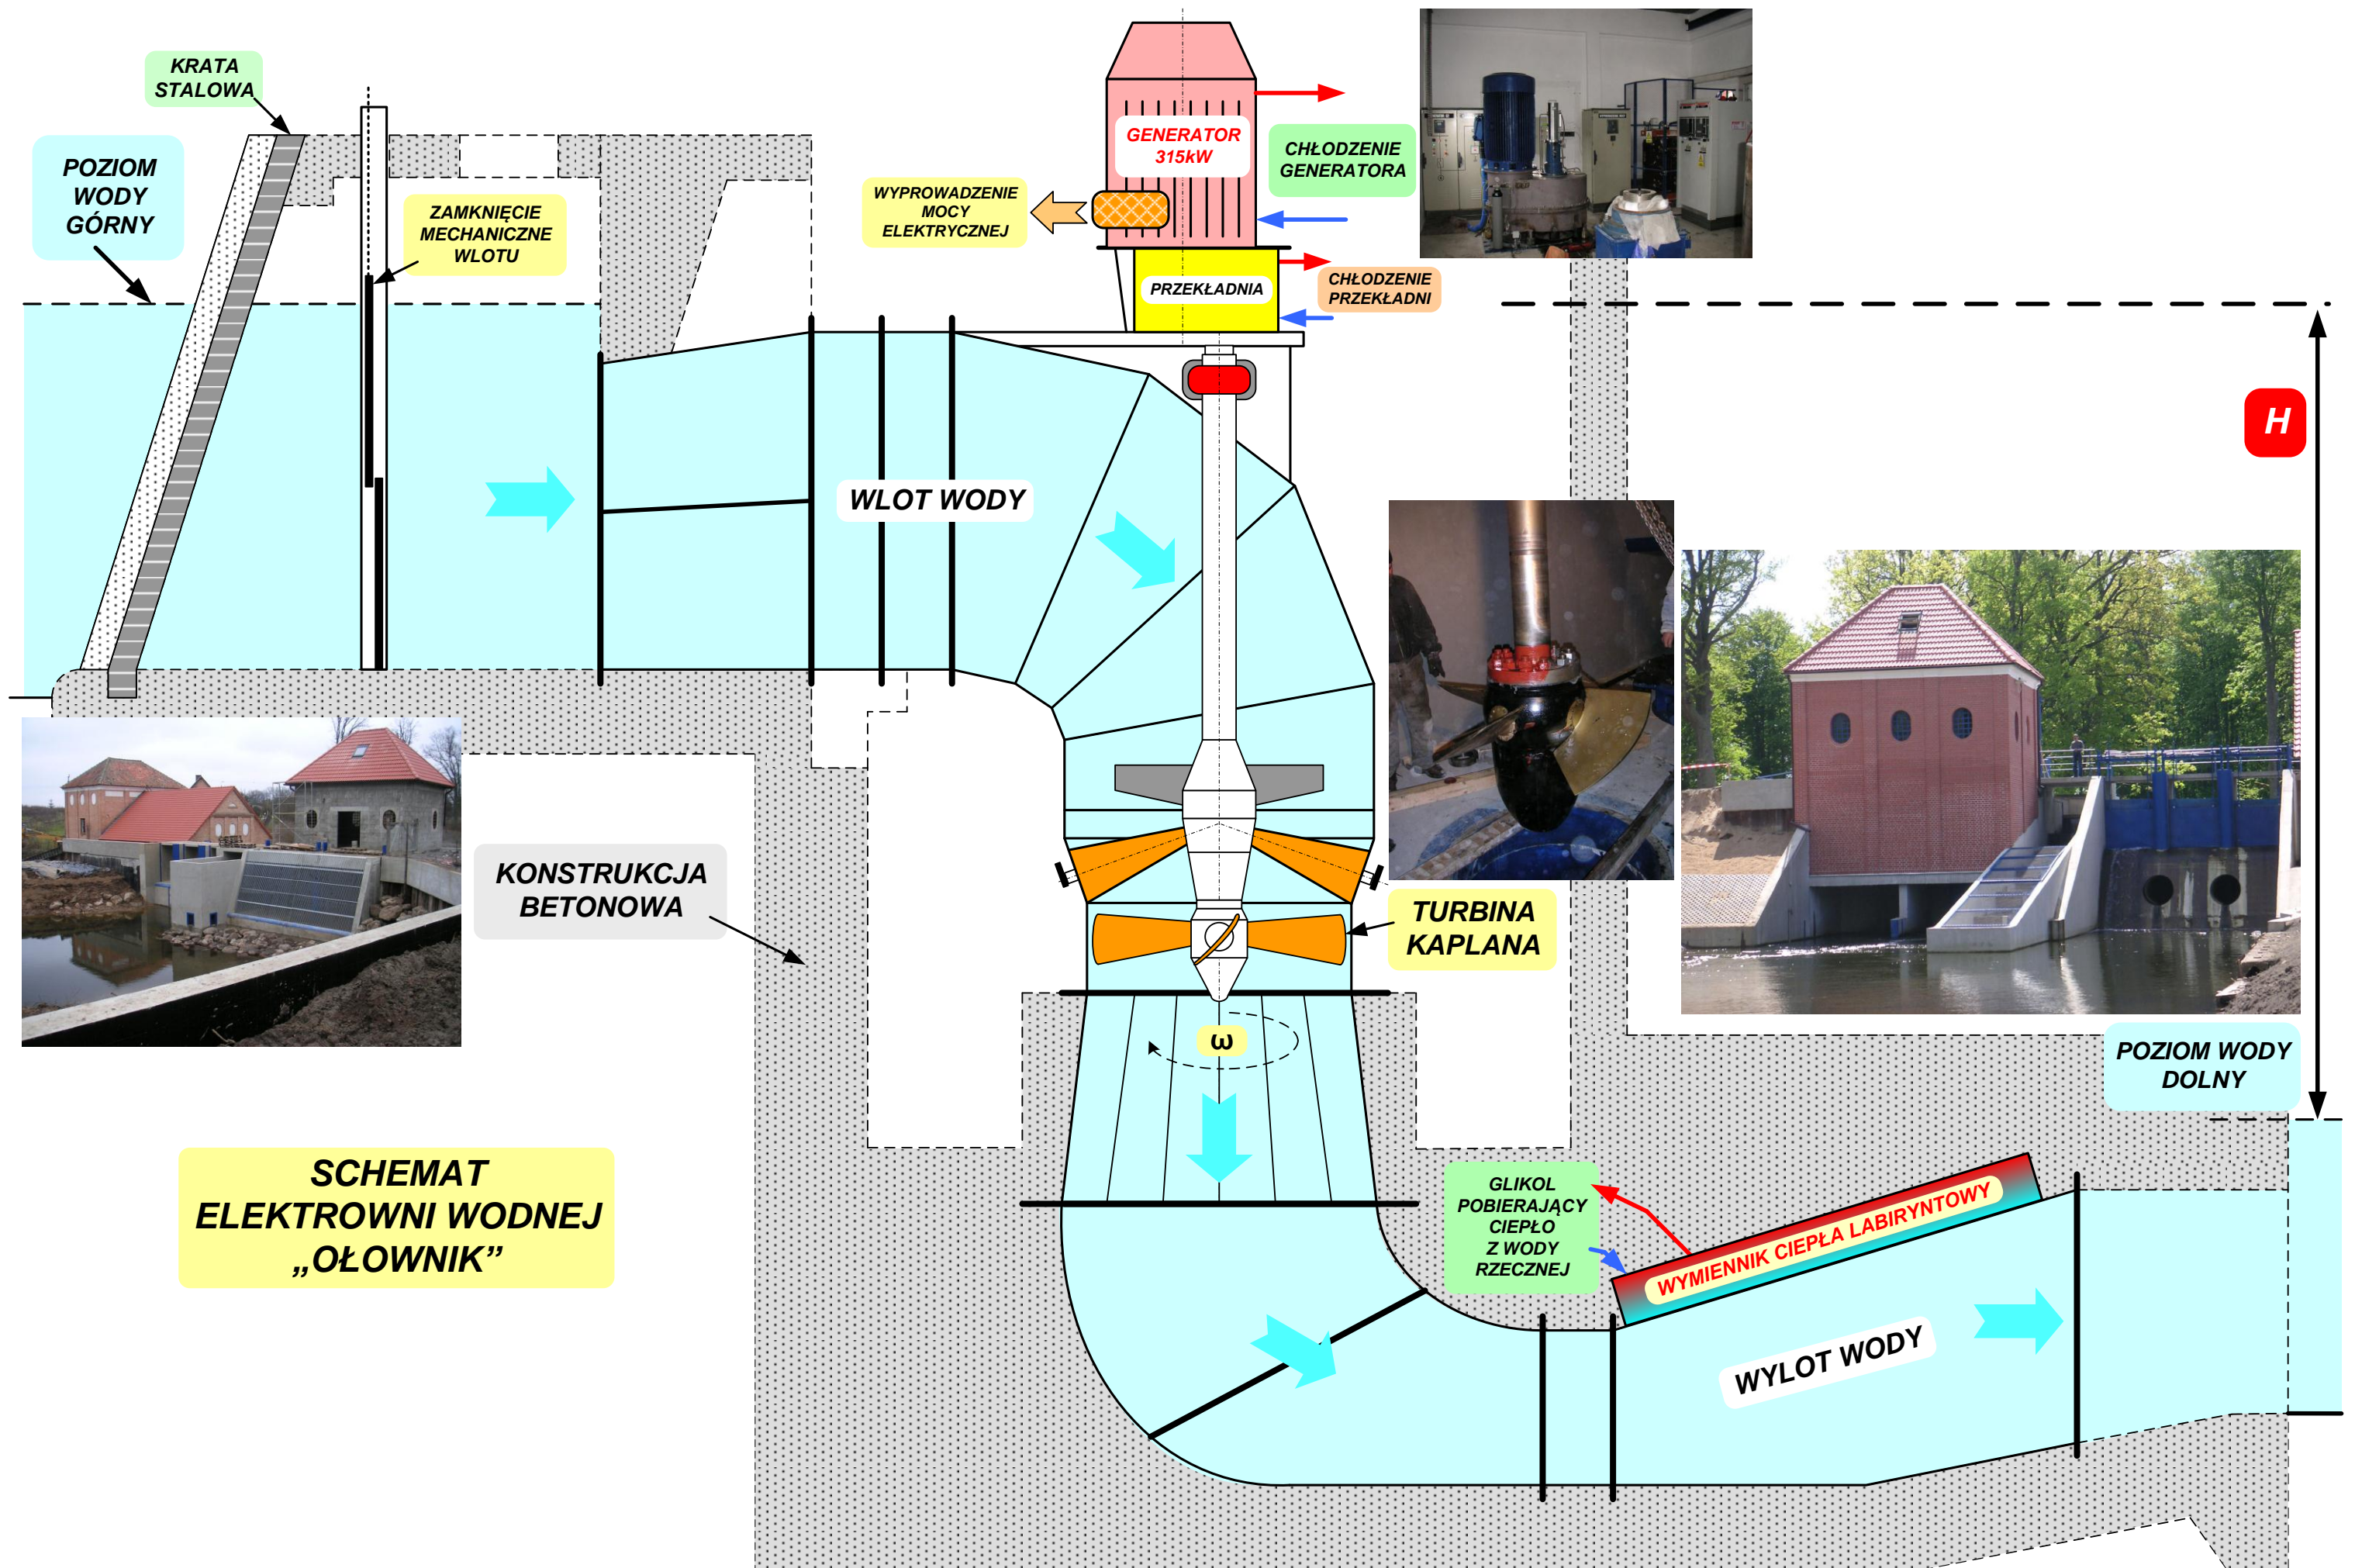 KRATA
STALOWA
POZIOM
WODY
GÓRNY
ZAMKNIĘCIE
MECHANICZNE
WLOTU
GENERATOR
315kW
CHŁODZENIE
GENERATORA
WYPROWADZENIE
MOCY
ELEKTRYCZNEJ
PRZEKŁADNIA
CHŁODZENIE
PRZEKŁADNI
H
WLOT WODY
KONSTRUKCJA
BETONOWA
TURBINA
KAPLANA
ω
POZIOM WODY
DOLNY
SCHEMAT
ELEKTROWNI WODNEJ
„OŁOWNIK”
GLIKOL
POBIERAJĄCY
CIEPŁO
Z WODY
RZECZNEJ
WYMIENNIK CIEPŁA LABIRYNTOWY
WYLOT WODY